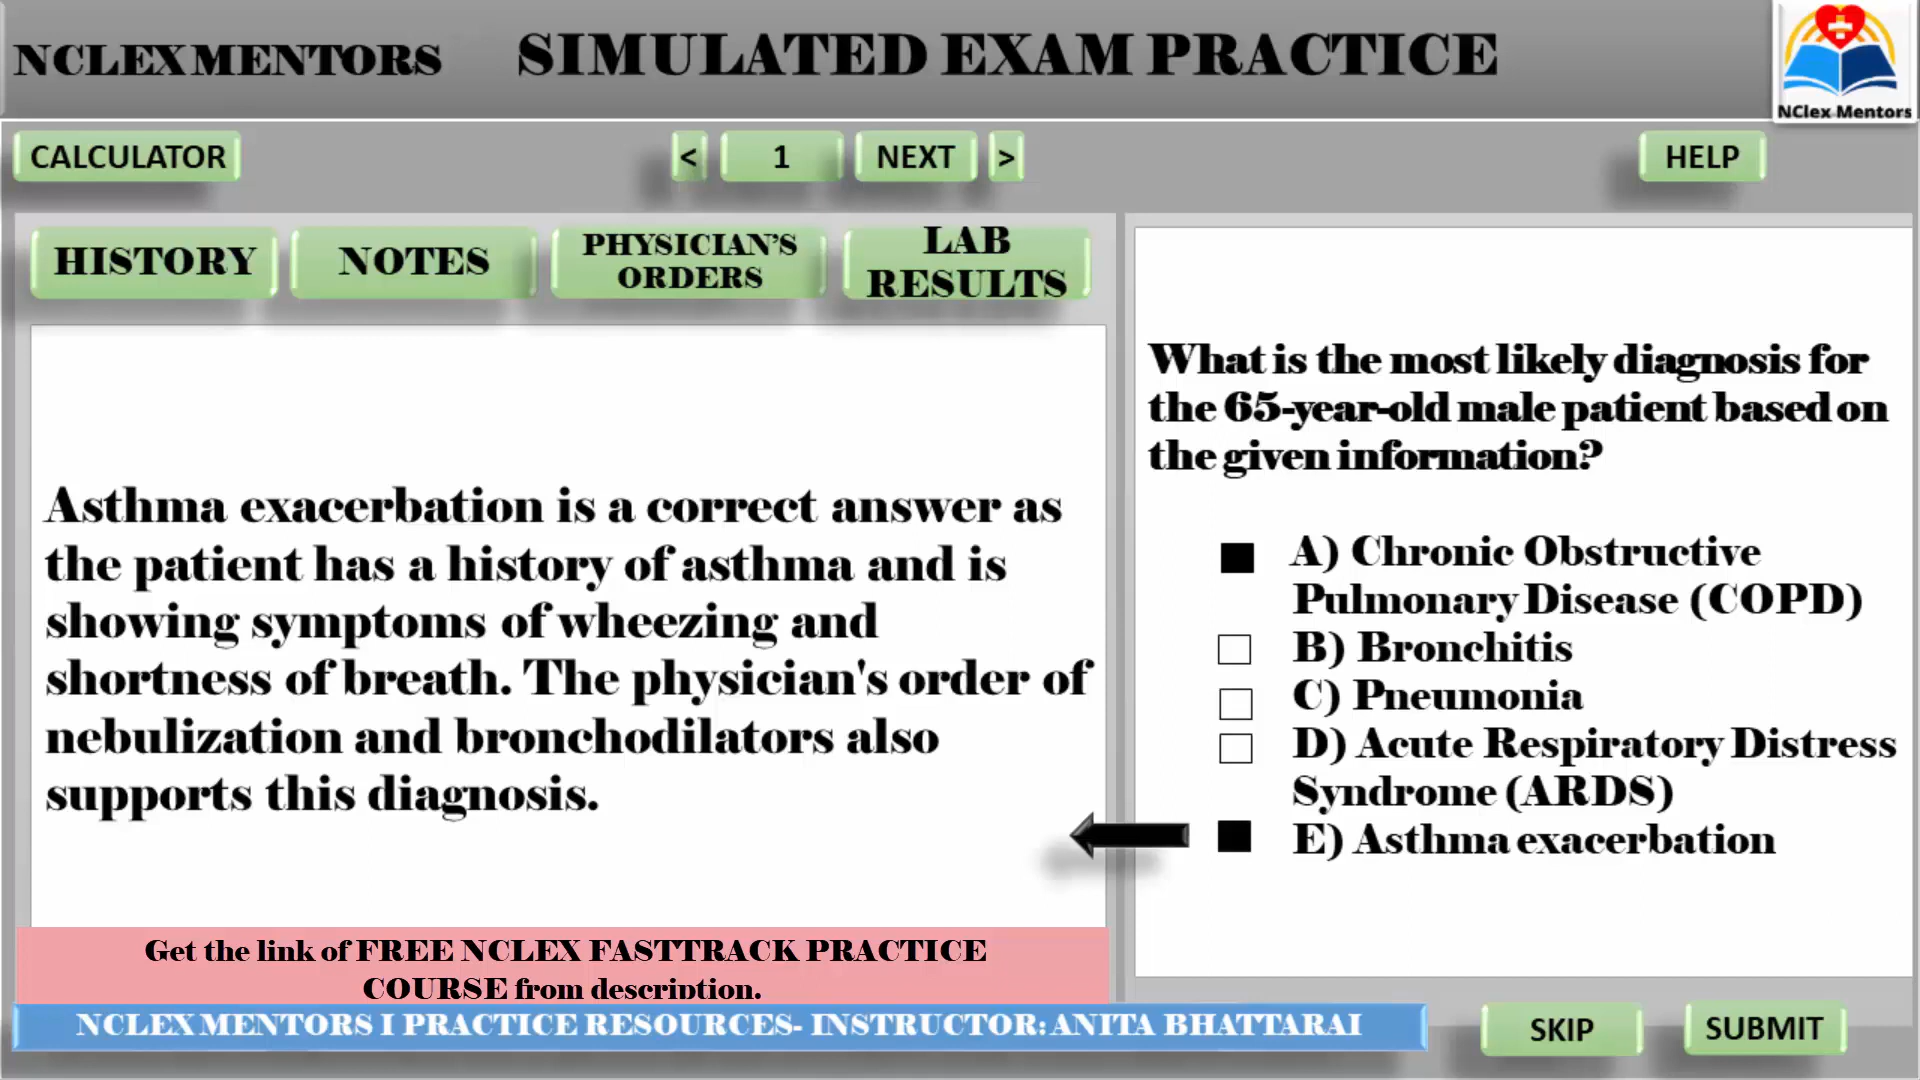 NCLEX MENTORS SIMULATED EXAM PRACTICE
NClex Mentors
CALCULATOR < 1 NEXT > HELP
HISTORY NOTES PHYSICIAN'S ORDERS LAB RESULTS
Asthma exacerbation is a correct answer as
the patient has a history of asthma and is
showing symptoms of wheezing and
shortness of breath. The physician's order of
nebulization and bronchodilators also
supports this diagnosis.
What is the most likely diagnosis for
the 65-year-old male patient based on
the given information?
A) Chronic Obstructive
Pulmonary Disease (COPD)
B) Bronchitis
C) Pneumonia
D) Acute Respiratory Distress
Syndrome (ARDS)
E) Asthma exacerbation
Get the link of FREE NCLEX FASTTRACK PRACTICE
COURSE from description.
NCLEX MENTORS I PRACTICE RESOURCES- INSTRUCTOR: ANITA BHATTARAI
SKIP SUBMIT